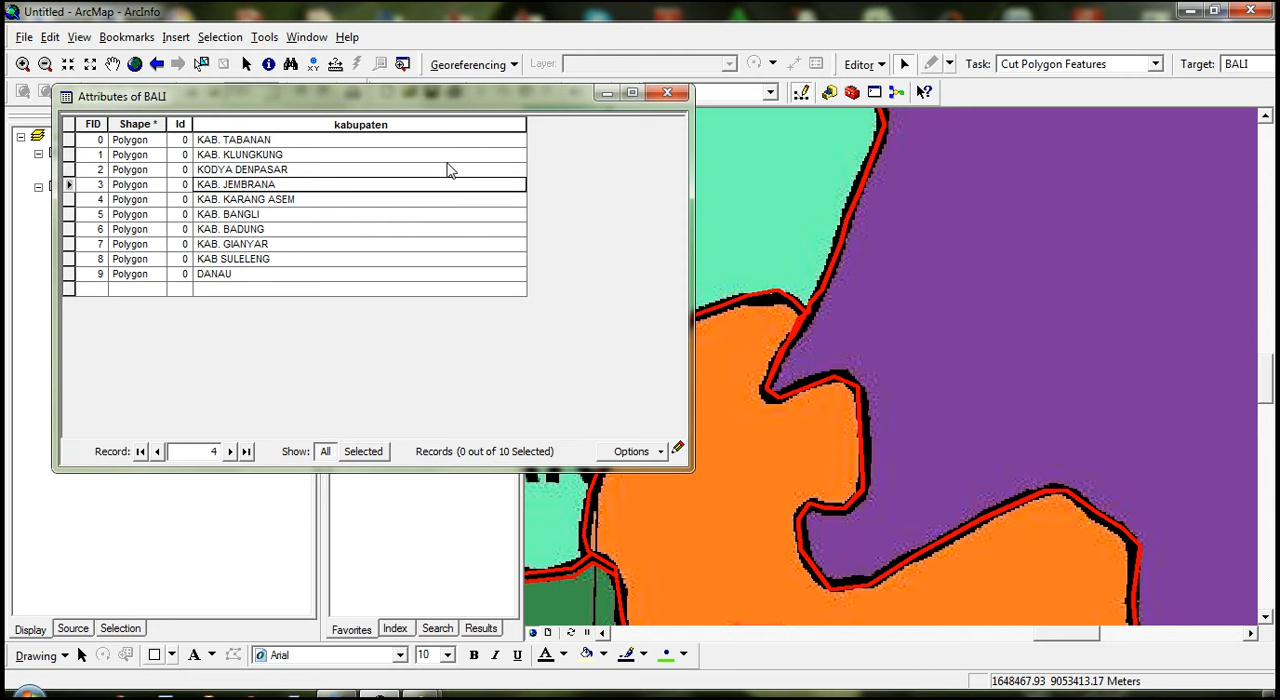 Untitled - ArcMap - ArcInfo
File Edit View Bookmarks Insert Selection Tools Window Help
Georeferencing Layer: Editor Task: Cut Polygon Features Target: BALI
Attributes of BALI
FID Shape * Id kabupaten
0 Polygon 0 KAB. TABANAN
1 Polygon 0 KAB. KLUNGKUNG
2 Polygon 0 KODYA DENPASAR
3 Polygon 0 KAB. JEMBRANA
4 Polygon 0 KAB. KARANG ASEM
5 Polygon 0 KAB. BANGLI
6 Polygon 0 KAB. BADUNG
7 Polygon 0 KAB. GIANYAR
8 Polygon 0 KAB SULELENG
9 Polygon 0 DANAU
Record: 4 Show: All Selected Records (0 out of 10 Selected) Options
Display Source Selection Favorites Index Search Results
Drawing A Arial 10 B I U A
1648467.93 9053413.17 Meters